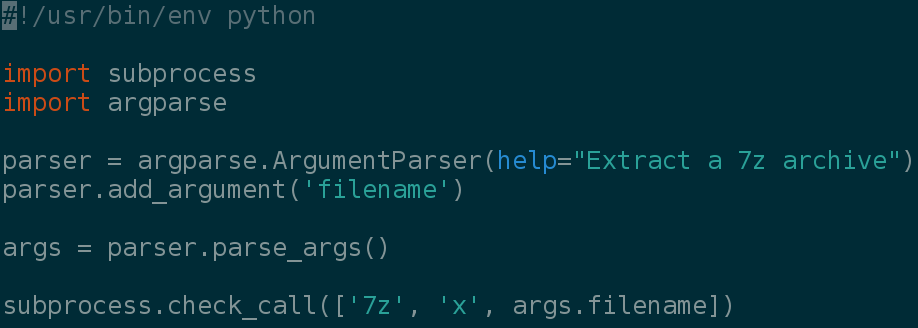 #!/usr/bin/env python
import subprocess
import argparse
parser = argparse.ArgumentParser(help="Extract a 7z archive")
parser.add_argument('filename')
args = parser.parse_args()
subprocess.check_call(['7z', 'x', args.filename])